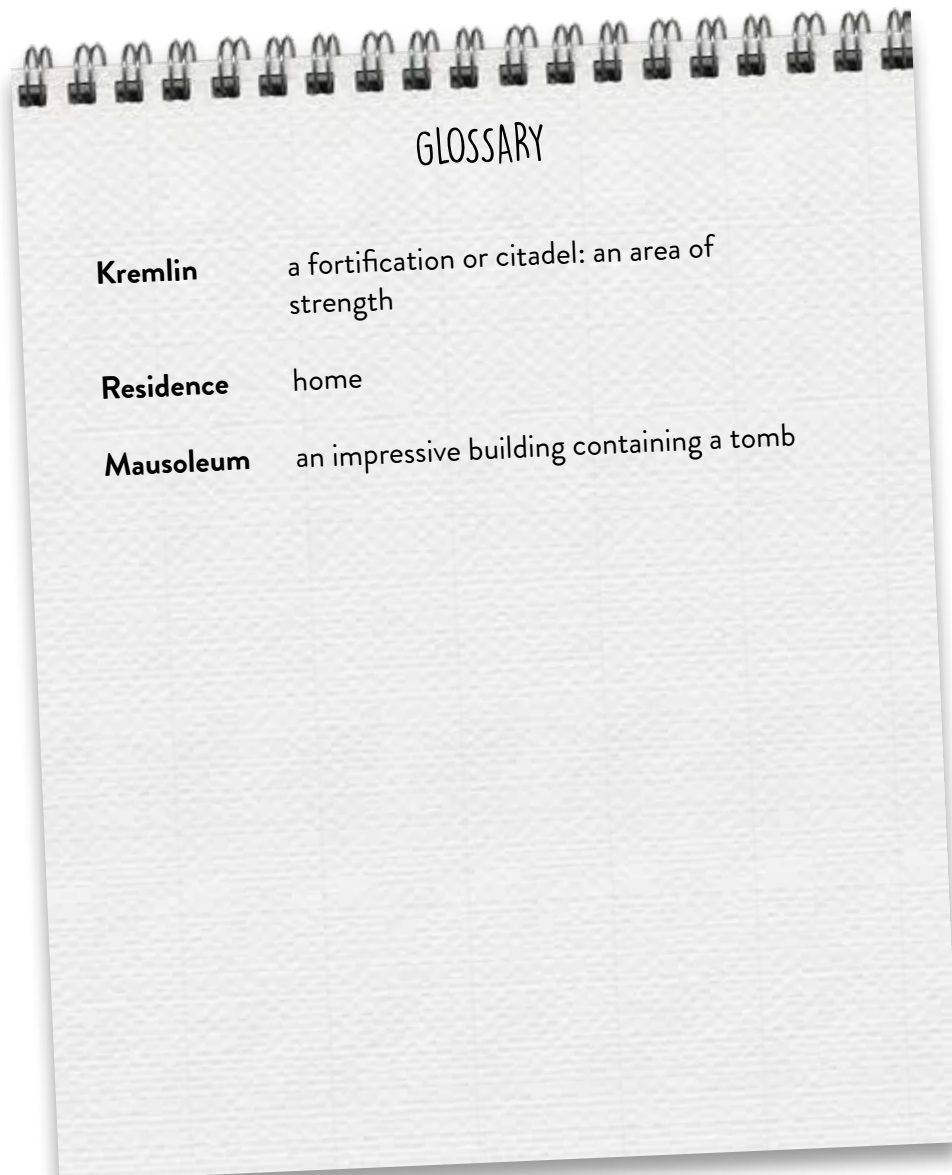 GLOSSARY
Kremlin a fortification or citadel: an area of
strength
Residence home
Mausoleum an impressive building containing a tomb